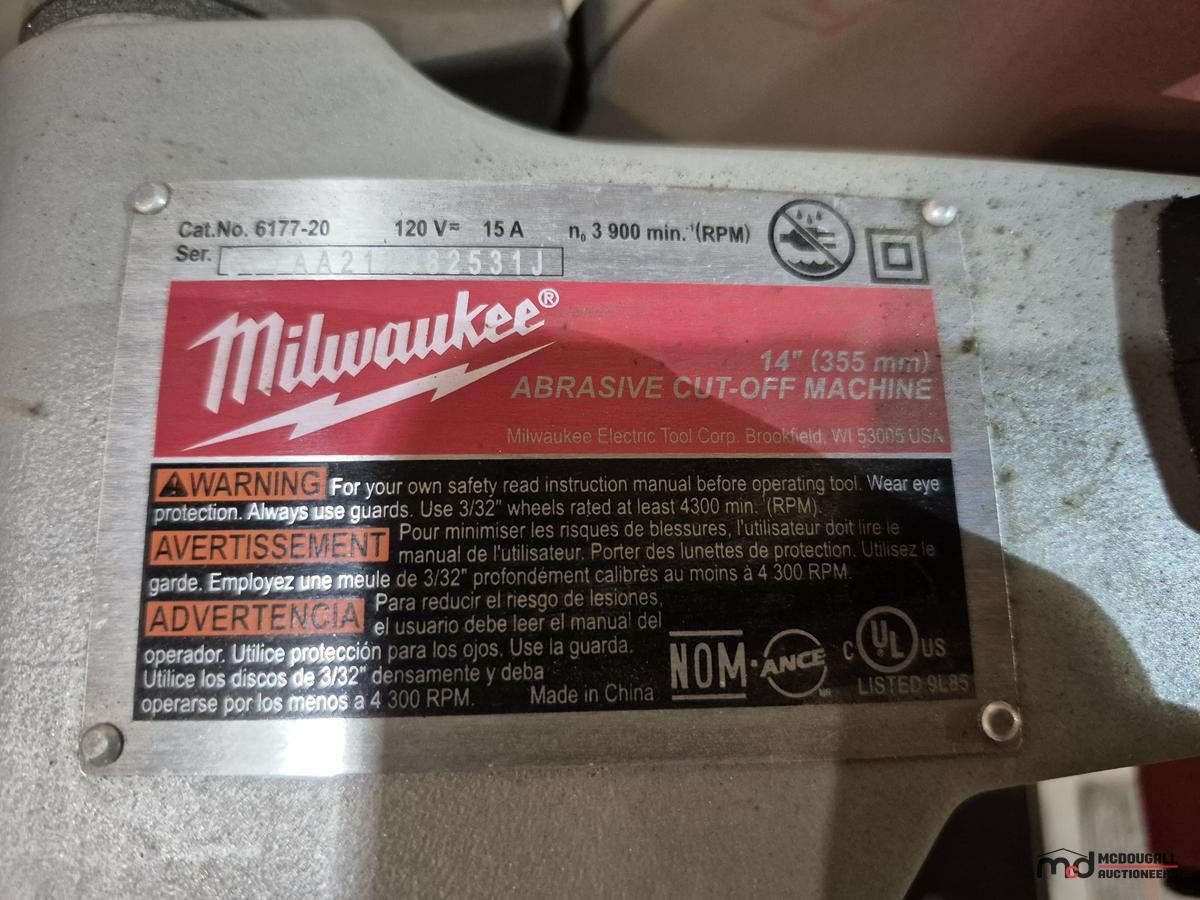 Cat.No. 6177-20 120 V≂ 15 A n₀ 3 900 min.⁻¹(RPM)
Ser.
Milwaukee®
14" (355 mm)
ABRASIVE CUT-OFF MACHINE
Milwaukee Electric Tool Corp. Brookfield, WI 53005 USA
WARNING For your own safety read instruction manual before operating tool. Wear eye
protection. Always use guards. Use 3/32" wheels rated at least 4300 min. (RPM)
AVERTISSEMENT Pour minimiser les risques de blessures, l'utilisateur doit lire le
manual de l'utilisateur. Porter des lunettes de protection. Utilisez le
garde. Employez une meule de 3/32" profondément calibrès au moins à 4 300 RPM.
ADVERTENCIA Para reducir el riesgo de lesiones,
el usuario debe leer el manual del
operador. Utilice protección para los ojos. Use la guarda.
Utilice los discos de 3/32" densamente y deba
operarse por los menos a 4 300 RPM. Made in China
NOM ANCE MR
C UL US
LISTED 9L85
mcd MCDOUGALL
AUCTIONEER